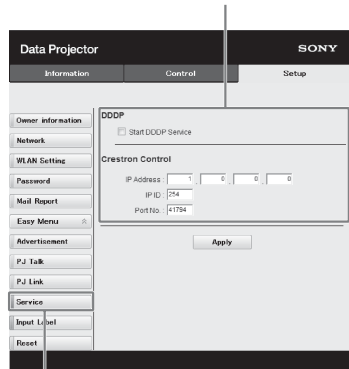 Data Projector
SONY
Information
Control
Setup
Owner information
Network
WLAN Setting
Password
Mail Report
Easy Menu
Advertisement
PJ Talk
PJ Link
Service
Input Label
Reset
DDDP
Start DDDP Service
Crestron Control
IP Address : 1 . 0 . 0 . 0
IP ID : 254
Port No. : 41794
Apply